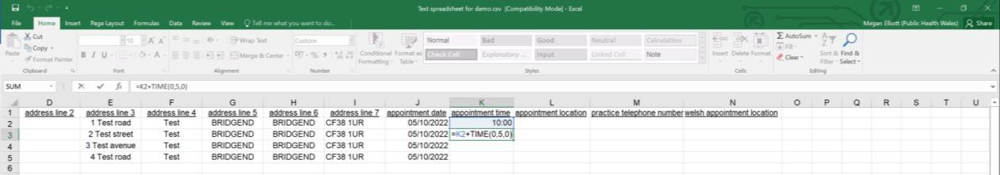 Test spreadsheet for demo.csv [Compatibility Mode] - Excel
File Home Insert Page Layout Formulas Data Review View Tell me what you want to do... Megan Elliott (Public Health Wales) Share
Cut
Copy
Format Painter
Paste
10
Wrap Text
Merge & Center
Custom
Conditional Formatting
Format as Table
Normal Bad Good Neutral Calculation
Check Cell Explanatory ... Input Linked Cell Note
Insert Delete Format
AutoSum
Fill
Clear
Sort & Filter
Find & Select
Clipboard Font Alignment Number Styles Cells Editing
SUM =K2+TIME(0,5,0)
D E F G H I J K L M N O P Q R S T U
1 address line 2 address line 3 address line 4 address line 5 address line 6 address line 7 appointment date appointment time appointment location practice telephone number welsh appointment location
2 1 Test road Test BRIDGEND BRIDGEND CF38 1UR 05/10/2022 10:00
3 2 Test street Test BRIDGEND BRIDGEND CF38 1UR 05/10/2022 =K2+TIME(0,5,0)
4 3 Test avenue Test BRIDGEND BRIDGEND CF38 1UR 05/10/2022
5 4 Test road Test BRIDGEND BRIDGEND CF38 1UR 05/10/2022
6